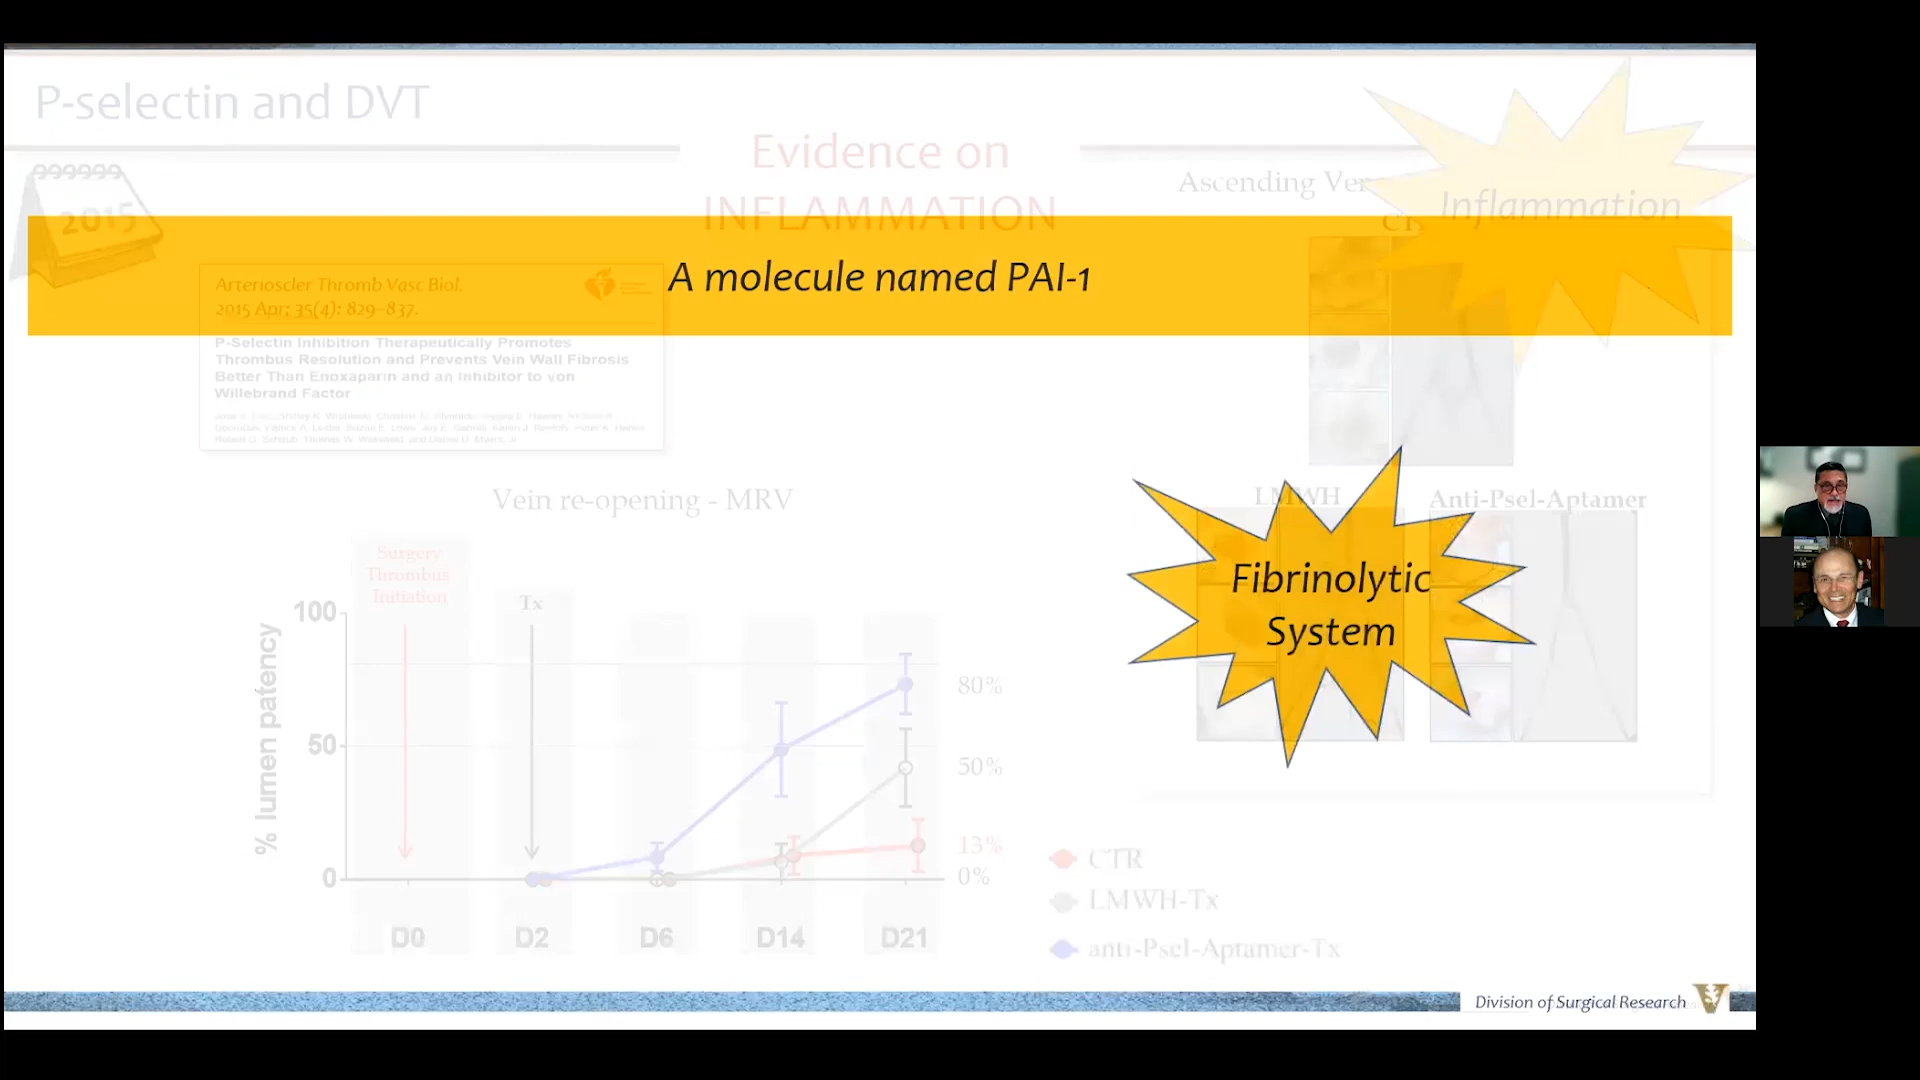 P-selectin and DVT
Evidence on
INFLAMMATION
2015
Ascending
Inflammation
A molecule named PAI-1
Arterioscler Thromb Vasc Biol.
2015 Apr; 35(4): 829–837.
P-Selectin Inhibition Therapeutically Promotes
Thrombus Resolution and Prevents Vein Wall Fibrosis
Better Than Enoxaparin and an Inhibitor to von
Willebrand Factor
Vein re-opening - MRV
LMWH
Anti-Psel-Aptamer
Fibrinolytic
System
Surgery
Thrombus
Initiation
Tx
% lumen patency
100
50
0
80%
50%
13%
0%
D0 D2 D6 D14 D21
CTR
LMWH-Tx
anti-Psel-Aptamer-Tx
Division of Surgical Research